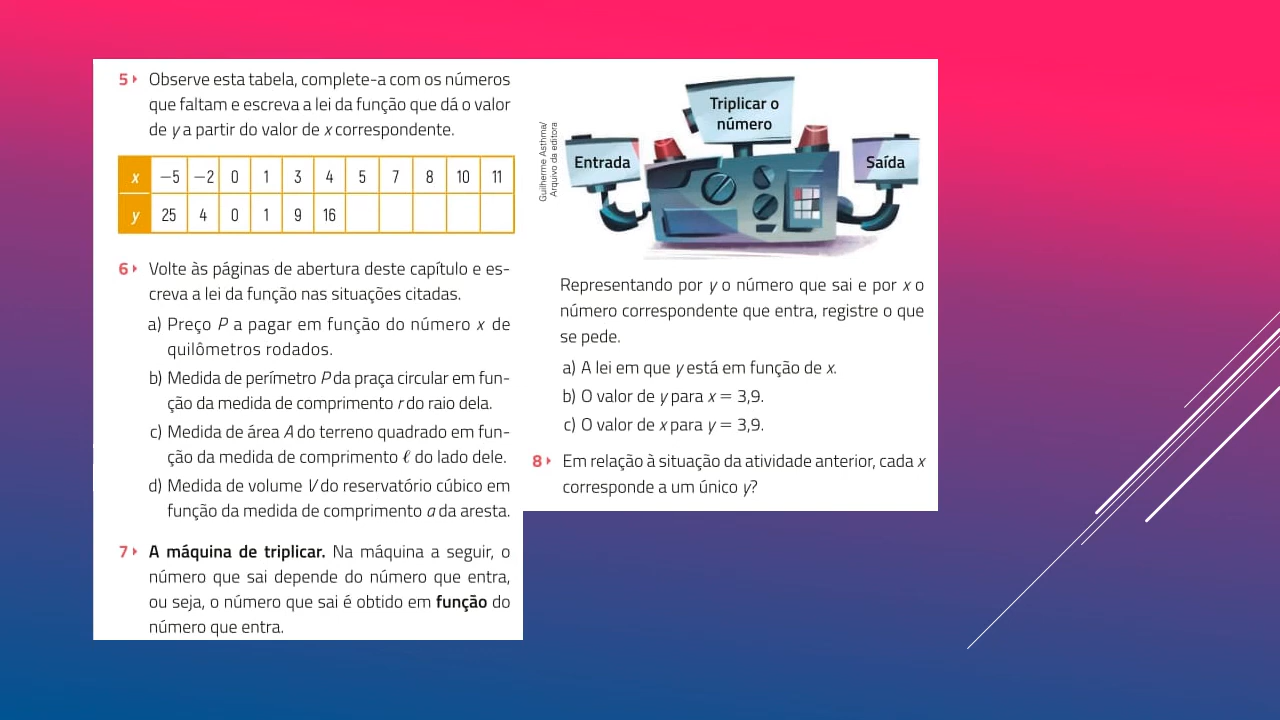 5 Observe esta tabela, complete-a com os números
que faltam e escreva a lei da função que dá o valor
de y a partir do valor de x correspondente.
x −5 −2 0 1 3 4 5 7 8 10 11
y 25 4 0 1 9 16
6 Volte às páginas de abertura deste capítulo e es-
creva a lei da função nas situações citadas.
a) Preço P a pagar em função do número x de
quilômetros rodados.
b) Medida de perímetro P da praça circular em fun-
ção da medida de comprimento r do raio dela.
c) Medida de área A do terreno quadrado em fun-
ção da medida de comprimento ℓ do lado dele.
d) Medida de volume V do reservatório cúbico em
função da medida de comprimento a da aresta.
7 A máquina de triplicar. Na máquina a seguir, o
número que sai depende do número que entra,
ou seja, o número que sai é obtido em função do
número que entra.
Guilherme Asthma/
Arquivo da editora
Entrada
Triplicar o
número
Saída
Representando por y o número que sai e por x o
número correspondente que entra, registre o que
se pede.
a) A lei em que y está em função de x.
b) O valor de y para x = 3,9.
c) O valor de x para y = 3,9.
8 Em relação à situação da atividade anterior, cada x
corresponde a um único y?